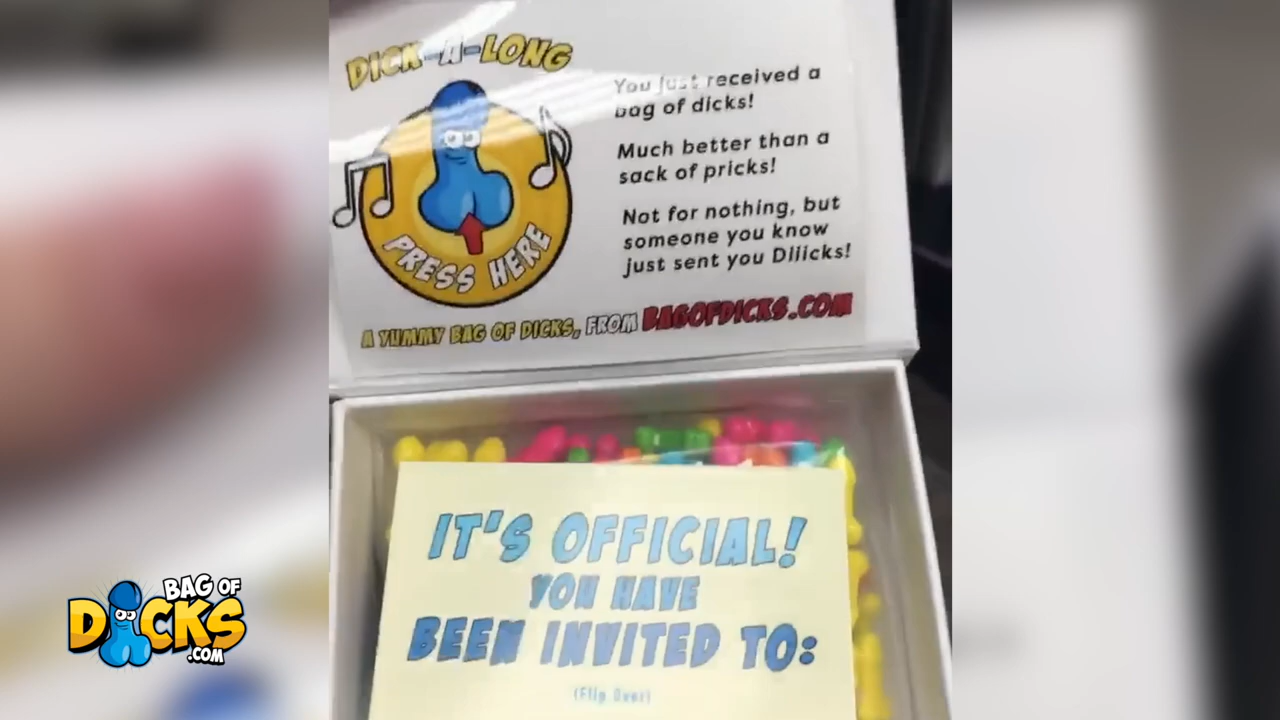 DICK-A-LONG
PRESS HERE
You just received a
bag of dicks!
Much better than a
sack of pricks!
Not for nothing, but
someone you know
just sent you Diiicks!
A YUMMY BAG OF DICKS, FROM BAGOFDICKS.COM
IT'S OFFICIAL!
YOU HAVE
BEEN INVITED TO:
(Flip Over)
BAG OF
DICKS
.COM